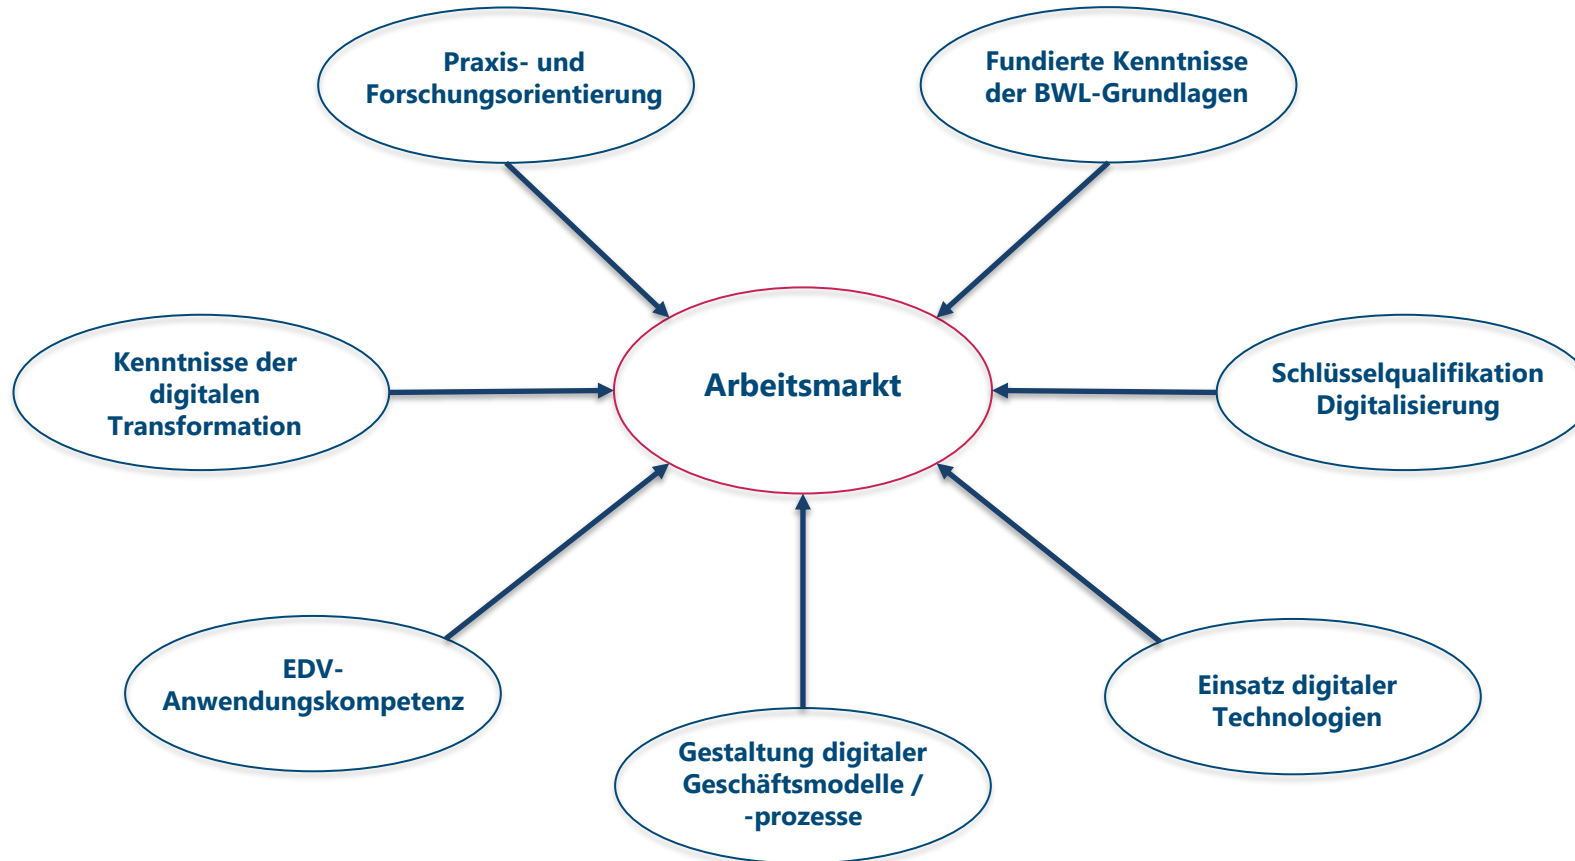 Praxis- und
Forschungsorientierung
Fundierte Kenntnisse
der BWL-Grundlagen
Kenntnisse der
digitalen
Transformation
Arbeitsmarkt
Schlüsselqualifikation
Digitalisierung
EDV-
Anwendungskompetenz
Gestaltung digitaler
Geschäftsmodelle /
-prozesse
Einsatz digitaler
Technologien